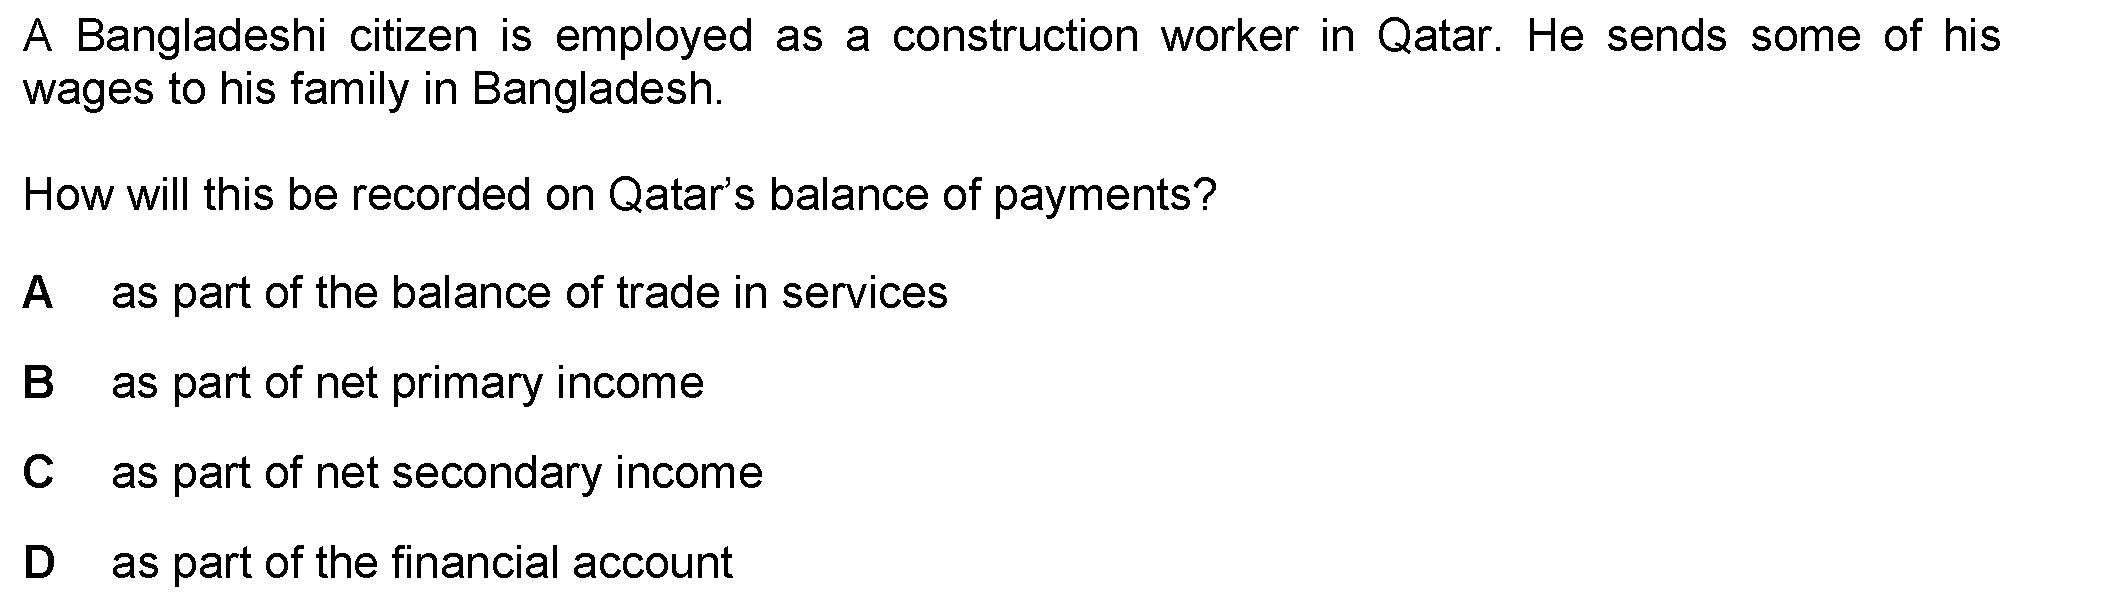 A Bangladeshi citizen is employed as a construction worker in Qatar. He sends some of his
wages to his family in Bangladesh.
How will this be recorded on Qatar’s balance of payments?
A as part of the balance of trade in services
B as part of net primary income
C as part of net secondary income
D as part of the financial account